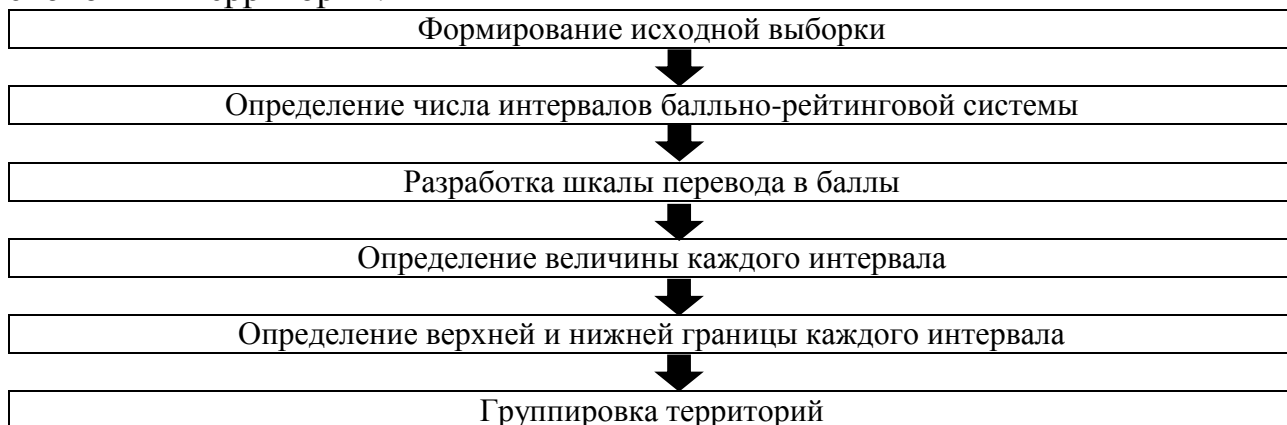 Формирование исходной выборки
Определение числа интервалов балльно-рейтинговой системы
Разработка шкалы перевода в баллы
Определение величины каждого интервала
Определение верхней и нижней границы каждого интервала
Группировка территорий